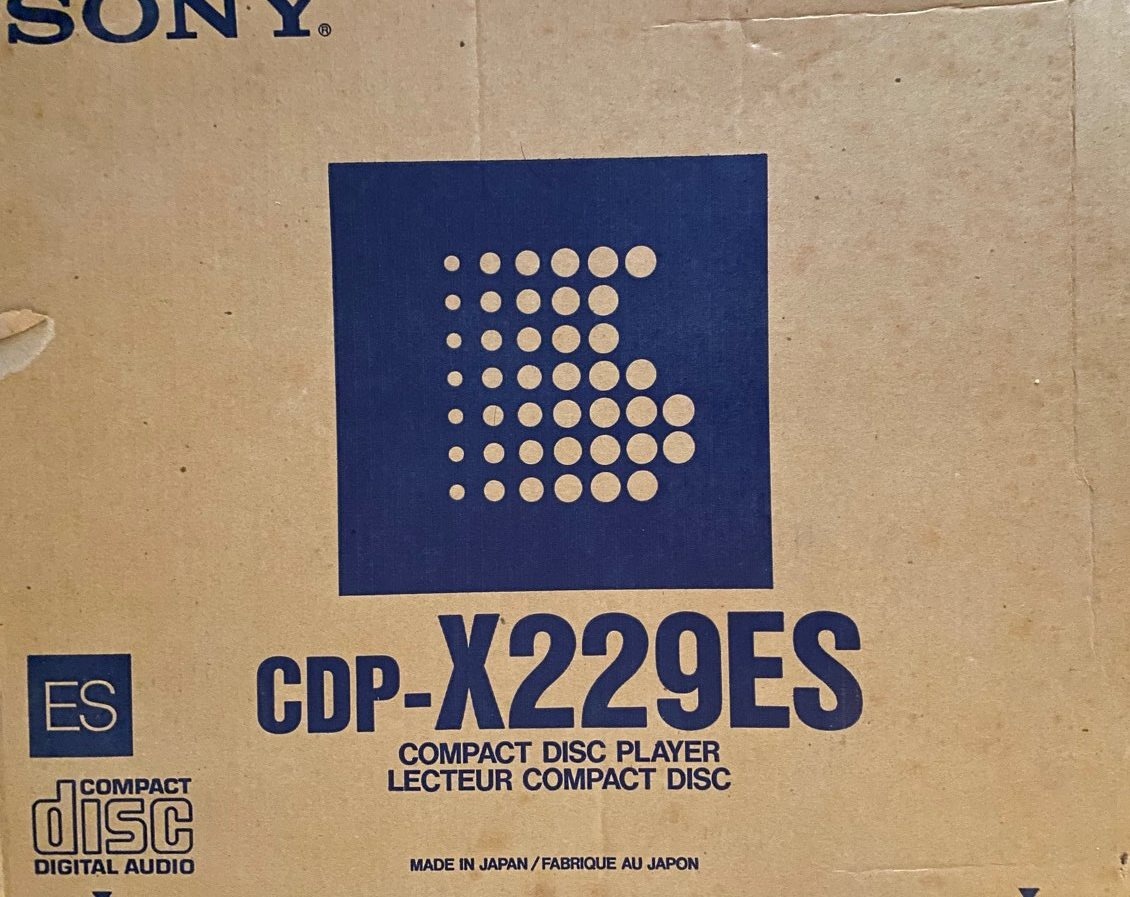 SONY®
CDP-X229ES
COMPACT DISC PLAYER
LECTEUR COMPACT DISC
ES
COMPACT
disc
DIGITAL AUDIO
MADE IN JAPAN / FABRIQUE AU JAPON